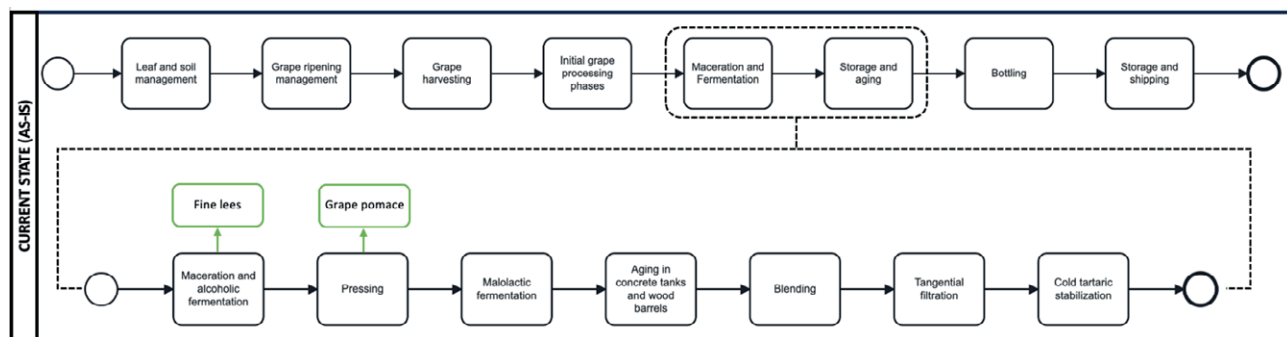 CURRENT STATE (AS-IS)
Leaf and soil
management
Grape ripening
management
Grape
harvesting
Initial grape
processing
phases
Maceration and
Fermentation
Storage and
aging
Bottling
Storage and
shipping
Fine lees
Grape pomace
Maceration and
alcoholic
fermentation
Pressing
Malolactic
fermentation
Aging in
concrete tanks
and wood
barrels
Blending
Tangential
filtration
Cold tartaric
stabilization